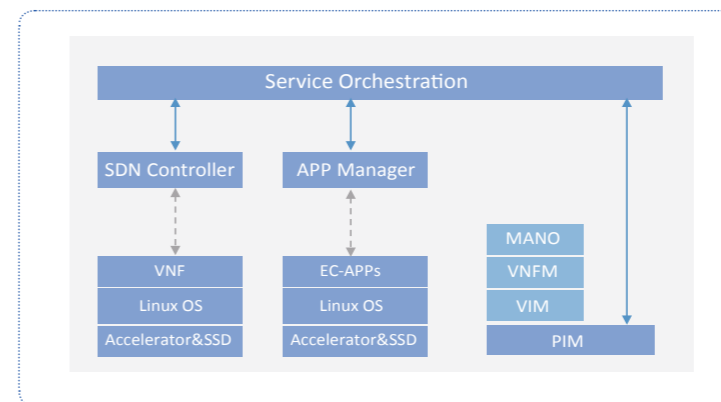 Service Orchestration
SDN Controller
APP Manager
MANO
VNF
EC-APPs
VNFM
Linux OS
Linux OS
VIM
Accelerator&SSD
Accelerator&SSD
PIM